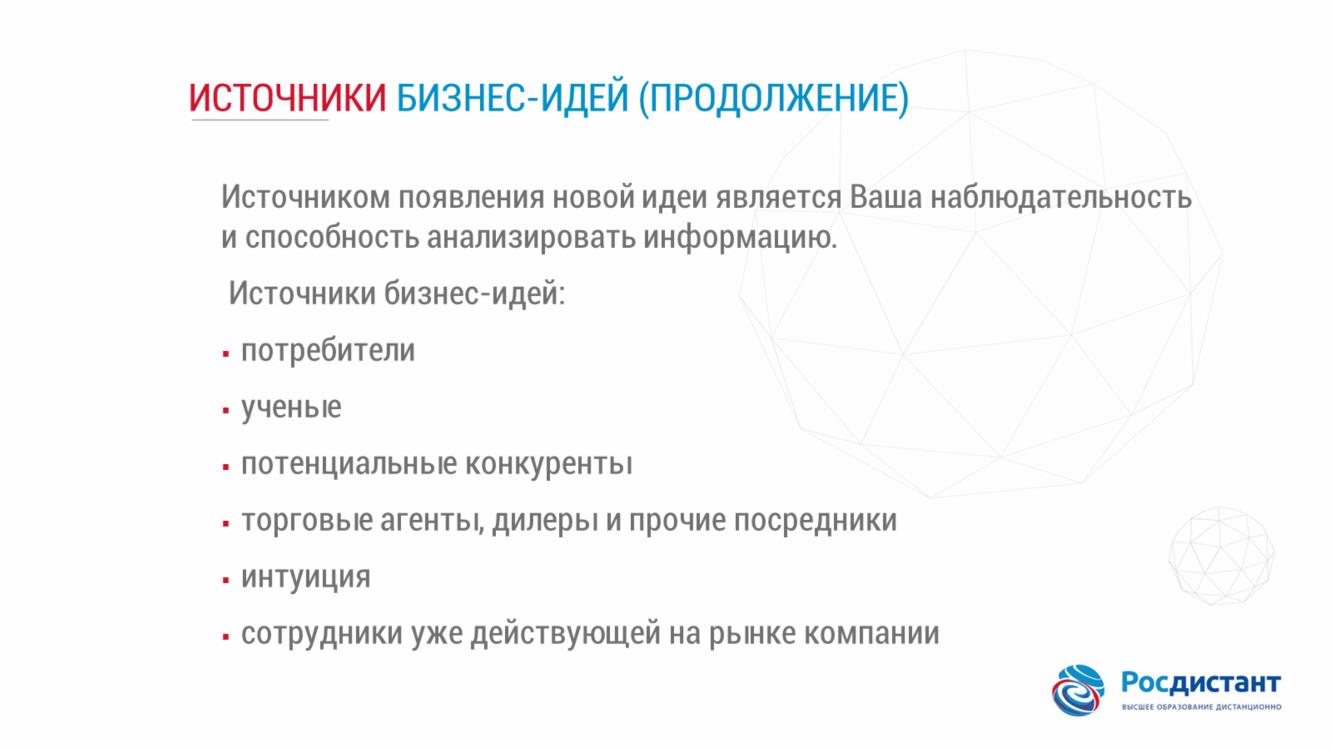 ИСТОЧНИКИ БИЗНЕС-ИДЕЙ (ПРОДОЛЖЕНИЕ)
Источником появления новой идеи является Ваша наблюдательность
и способность анализировать информацию.
Источники бизнес-идей:
▪ потребители
▪ ученые
▪ потенциальные конкуренты
▪ торговые агенты, дилеры и прочие посредники
▪ интуиция
▪ сотрудники уже действующей на рынке компании
Росдистант
ВЫСШЕЕ ОБРАЗОВАНИЕ ДИСТАНЦИОННО